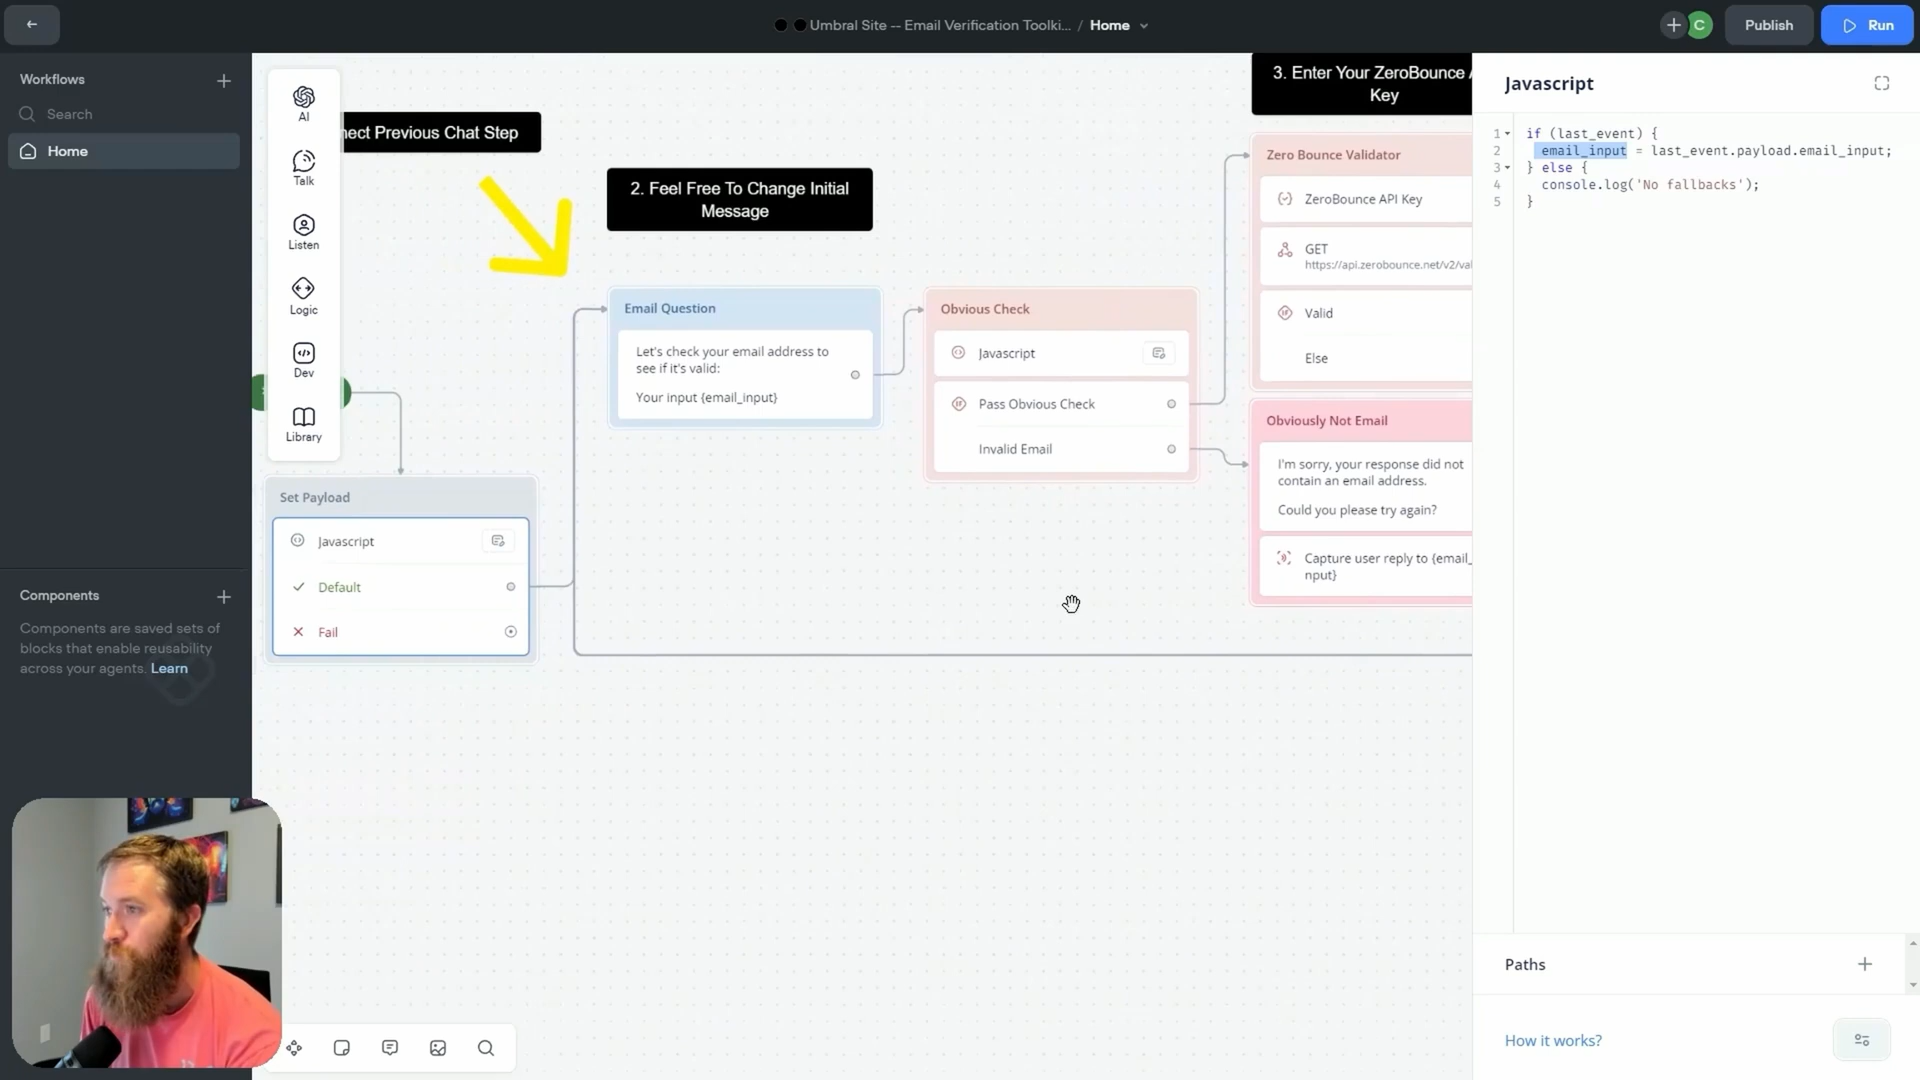 Umbral Site -- Email Verification Toolki... / Home
C
Publish
Run
Workflows
Search
Home
Components
Components are saved sets of
blocks that enable reusability
across your agents. Learn
AI
Talk
Listen
Logic
Dev
Library
nect Previous Chat Step
2. Feel Free To Change Initial
Message
3. Enter Your ZeroBounce
Key
Set Payload
Javascript
Default
Fail
Email Question
Let's check your email address to
see if it's valid:
Your input {email_input}
Obvious Check
Javascript
Pass Obvious Check
Invalid Email
Zero Bounce Validator
ZeroBounce API Key
GET
https://api.zerobounce.net/v2/val
Valid
Else
Obviously Not Email
I'm sorry, your response did not
contain an email address.
Could you please try again?
Capture user reply to {email_
nput}
Javascript
1 if (last_event) {
2 email_input = last_event.payload.email_input;
3 } else {
4 console.log('No fallbacks');
5 }
Paths
How it works?